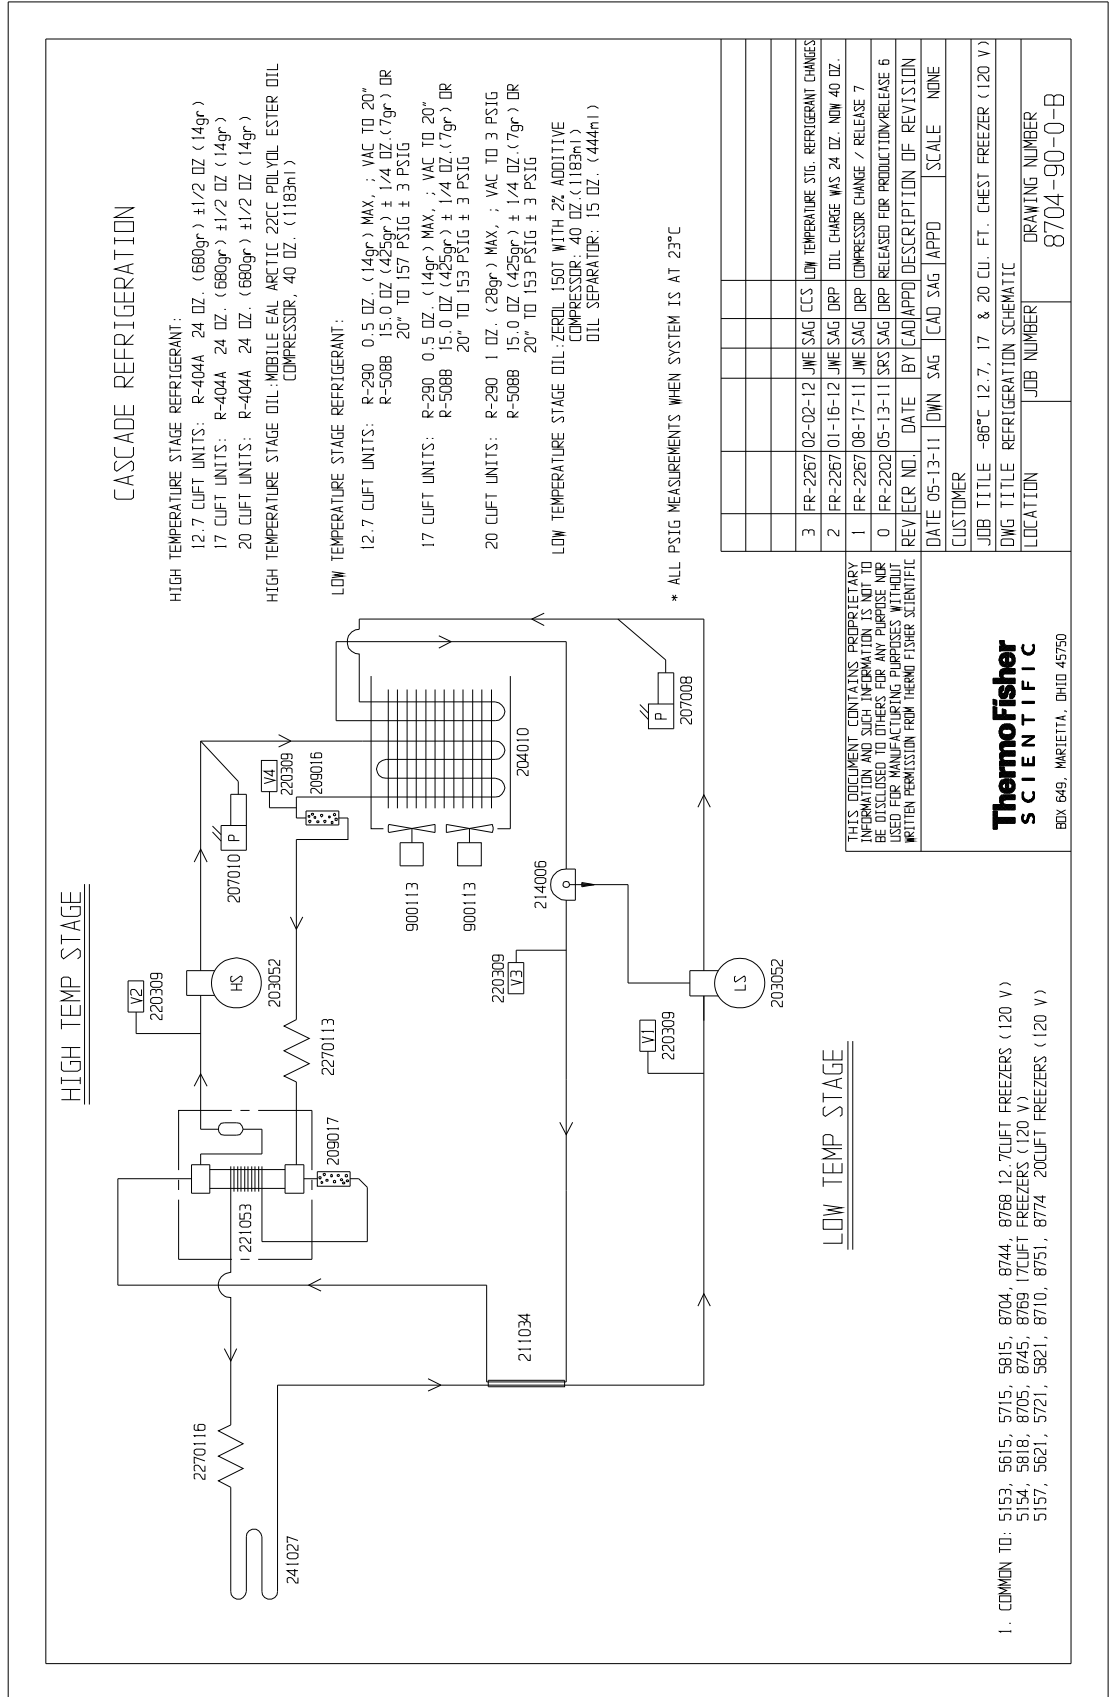 CASCADE REFRIGERATION
HIGH TEMPERATURE STAGE REFRIGERANT:
12.7 CUFT UNITS: R-404A 24 OZ. (680gr) ±1/2 OZ (14gr)
17 CUFT UNITS: R-404A 24 OZ. (680gr) ±1/2 OZ (14gr)
20 CUFT UNITS: R-404A 24 OZ (680gr) ±1/2 OZ (14gr)
HIGH TEMPERATURE STAGE OIL:MOBILE EAL ARCTIC 22CC POLYOL ESTER OIL
COMPRESSOR, 40 OZ. (1183ml)
LOW TEMPERATURE STAGE REFRIGERANT:
12.7 CUFT UNITS: R-290 0.5 OZ. (14gr) MAX, ; VAC TO 20"
R-508B 15.0 OZ (425gr) ± 1/4 OZ.(7gr) OR
20" TO 157 PSIG ± 3 PSIG
17 CUFT UNITS: R-290 0.5 OZ. (14gr) MAX, ; VAC TO 20"
R-508B 15.0 OZ (425gr) ± 1/4 OZ.(7gr) OR
20" TO 153 PSIG ± 3 PSIG
20 CUFT UNITS: R-290 1 OZ. (28gr) MAX, ; VAC TO 3 PSIG
R-508B 15.0 OZ (425gr) ± 1/4 OZ.(7gr) OR
20" TO 153 PSIG ± 3 PSIG
LOW TEMPERATURE STAGE OIL:ZEROL 150T WITH 2% ADDITIVE
COMPRESSOR: 40 OZ.(1183ml)
OIL SEPARATOR: 15 OZ. (444ml)
* ALL PSIG MEASUREMENTS WHEN SYSTEM IS AT 23°C
HIGH TEMP STAGE
V2
220309
HS
203052
207010
P
V4
220309
209016
204010
900113
900113
2270113
209017
221053
2270116
241027
211034
214006
220309
V3
V1
220309
LS
203052
P
207008
LOW TEMP STAGE
1. COMMON TO: 5153, 5615, 5715, 5815, 8704, 8744, 8768 12.7CUFT FREEZERS (120 V)
5154, 5818, 8705, 8745, 8769 17CUFT FREEZERS (120 V)
5157, 5621, 5721, 5821, 8710, 8751, 8774 20CUFT FREEZERS (120 V)
THIS DOCUMENT CONTAINS PROPRIETARY
INFORMATION AND SUCH INFORMATION IS NOT TO
BE DISCLOSED TO OTHERS FOR ANY PURPOSE NOR
USED FOR MANUFACTURING PURPOSES WITHOUT
WRITTEN PERMISSION FROM THERMO FISHER SCIENTIFIC
ThermoFisher
SCIENTIFIC
BOX 649, MARIETTA, OHIO 45750
3 FR-2267 02-02-12 JWE SAG CCS LOW TEMPERATURE STG. REFRIGERANT CHANGES
2 FR-2267 01-16-12 JWE SAG DRP OIL CHARGE WAS 24 OZ. NOW 40 OZ.
1 FR-2267 08-17-11 JWE SAG DRP COMPRESSOR CHANGE / RELEASE 7
0 FR-2202 05-13-11 SRS SAG DRP RELEASED FOR PRODUCTION/RELEASE 6
REV ECR NO. DATE BY CAD APPD DESCRIPTION OF REVISION
DATE 05-13-11 DWN SAG CAD SAG APPD SCALE NONE
CUSTOMER
JOB TITLE -86°C 12.7, 17 & 20 CU. FT. CHEST FREEZER (120 V)
DWG TITLE REFRIGERATION SCHEMATIC
LOCATION JOB NUMBER DRAWING NUMBER
8704-90-0-B